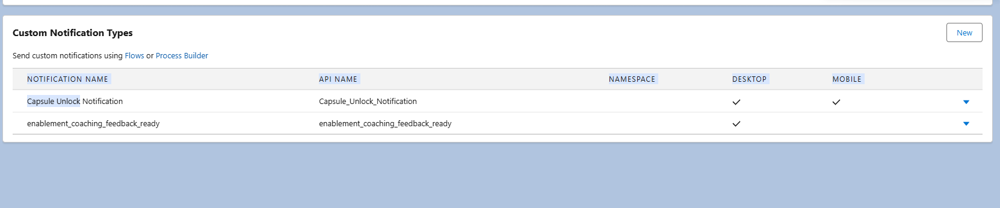 Custom Notification Types
New
Send custom notifications using Flows or Process Builder
NOTIFICATION NAME API NAME NAMESPACE DESKTOP MOBILE
Capsule Unlock Notification Capsule_Unlock_Notification
enablement_coaching_feedback_ready enablement_coaching_feedback_ready